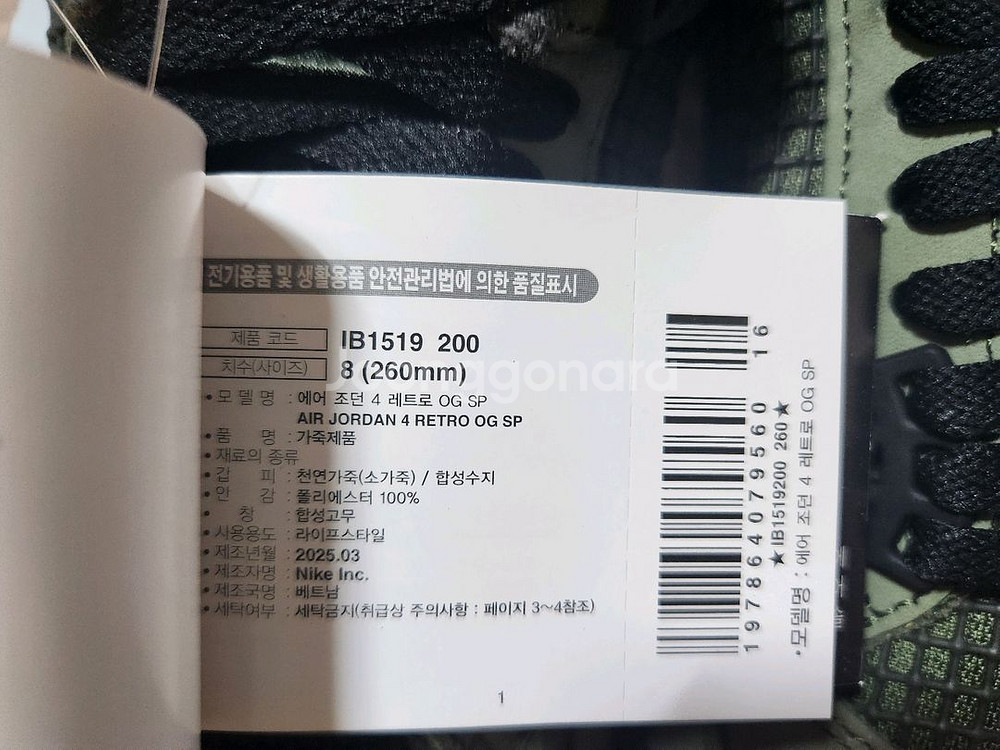 전기용품 및 생활용품 안전관리법에 의한 품질표시
제품 코드 IB1519 200
치수(사이즈) 8 (260mm)
• 모 델 명 : 에어 조던 4 레트로 OG SP
AIR JORDAN 4 RETRO OG SP
• 품 명 : 가죽제품
• 재료의 종류
• 갑 피 : 천연가죽(소가죽) / 합성수지
• 안 감 : 폴리에스터 100%
• 창 : 합성고무
• 사용용도 : 라이프스타일
• 제조년월 : 2025.03
• 제조자명 : Nike Inc.
• 제조국명 : 베트남
• 세탁여부 : 세탁금지(취급상 주의사항 : 페이지 3~4참조)
1
197864079560 16
★IB1519200 260★
•모델명 : 에어 조던 4 레트로 OG SP